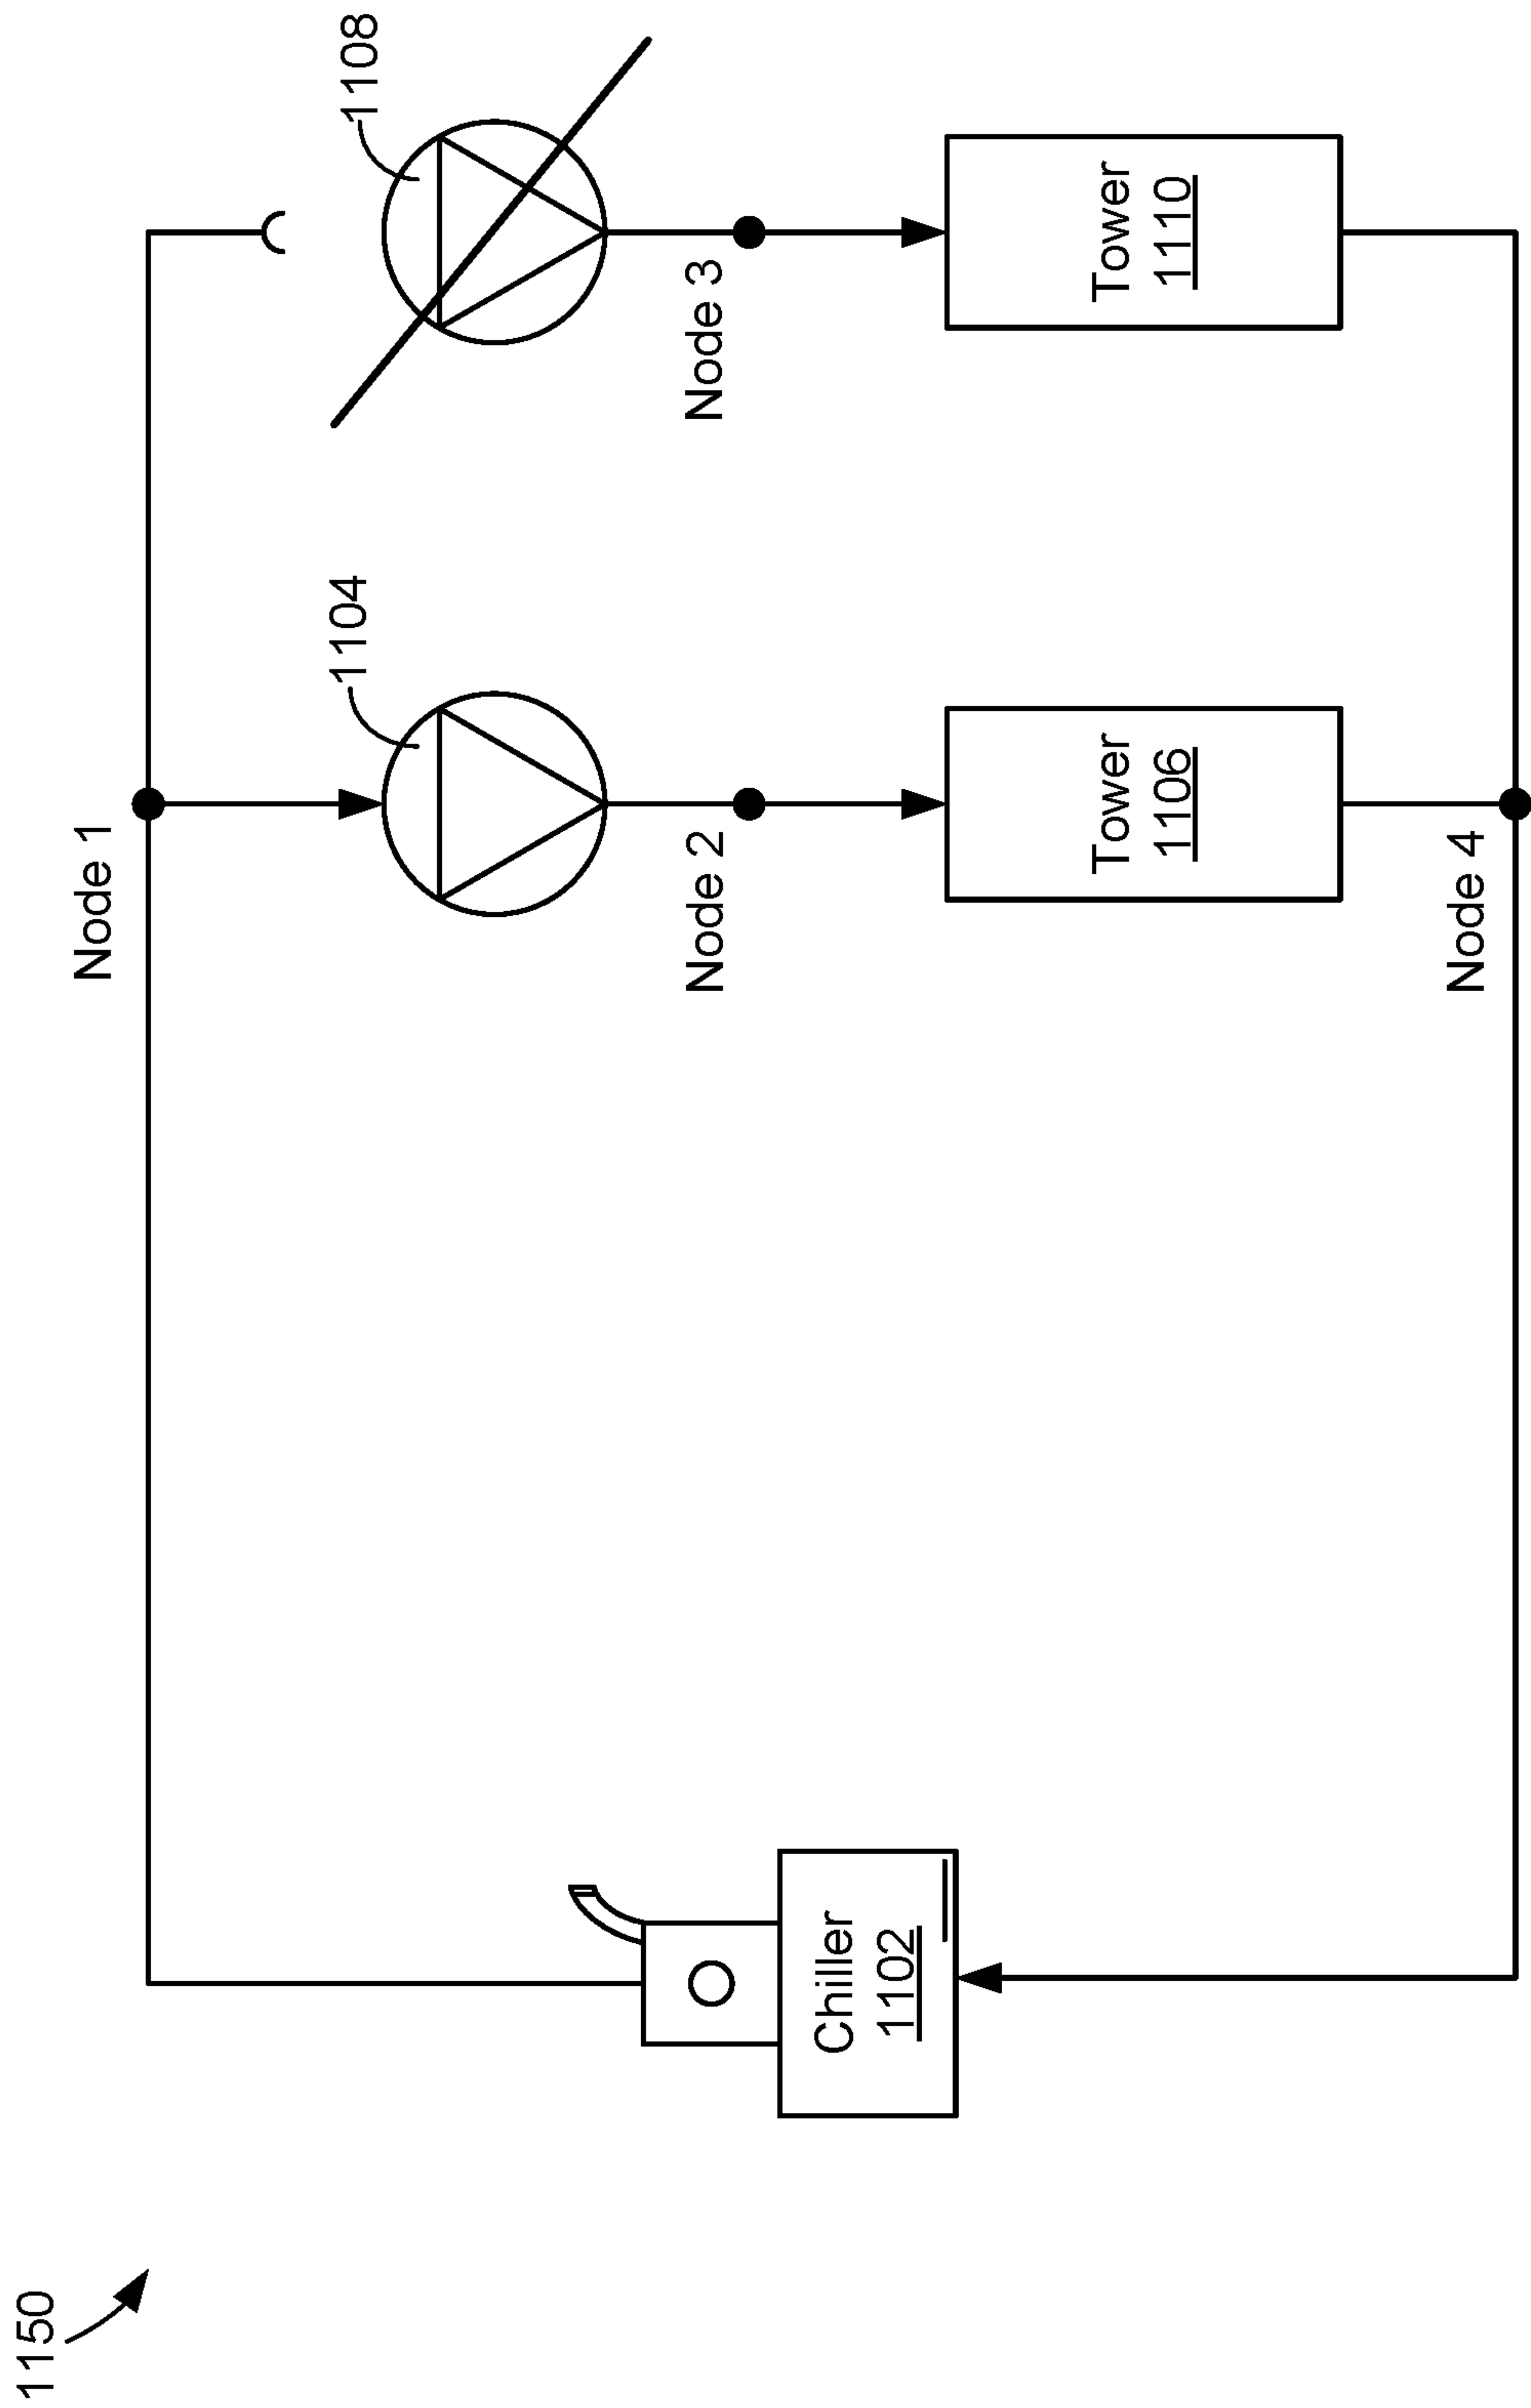 1150
Node 1
1104
1108
Node 2
Node 3
Chiller
1102
Tower
1106
Tower
1110
Node 4